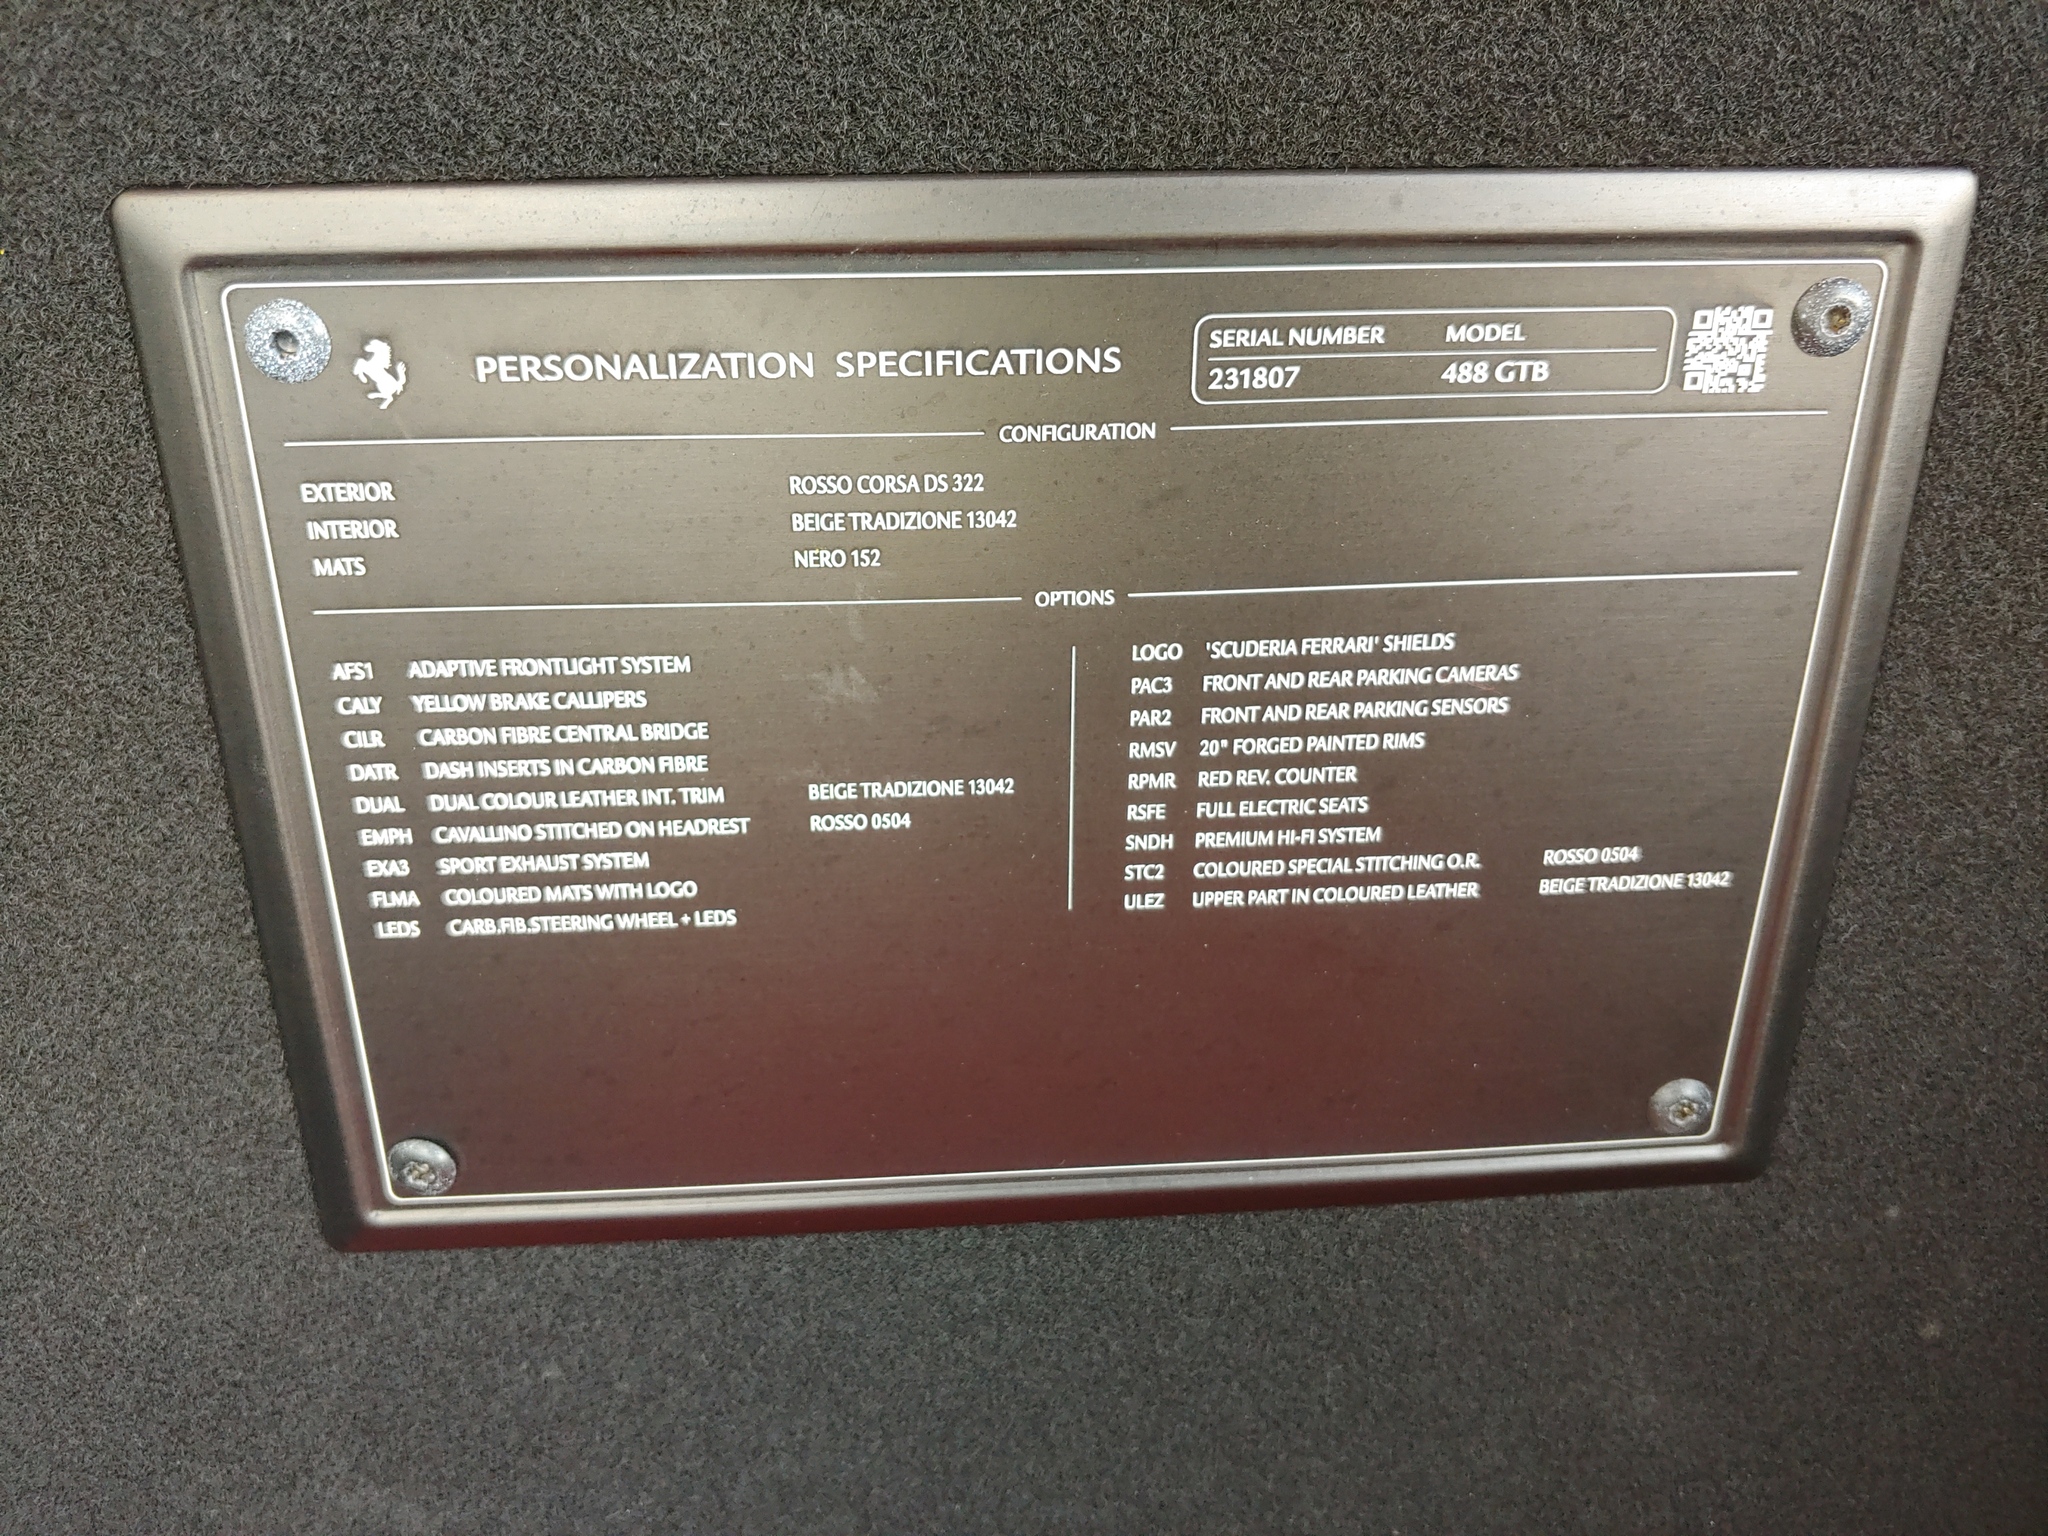 PERSONALIZATION SPECIFICATIONS
SERIAL NUMBER MODEL
231807 488 GTB
CONFIGURATION
EXTERIOR ROSSO CORSA DS 322
INTERIOR BEIGE TRADIZIONE 13042
MATS NERO 152
OPTIONS
AFS1 ADAPTIVE FRONTLIGHT SYSTEM
CALY YELLOW BRAKE CALLIPERS
CILR CARBON FIBRE CENTRAL BRIDGE
DATR DASH INSERTS IN CARBON FIBRE
DUAL DUAL COLOUR LEATHER INT. TRIM BEIGE TRADIZIONE 13042
EMPH CAVALLINO STITCHED ON HEADREST ROSSO 0504
EXA3 SPORT EXHAUST SYSTEM
FLMA COLOURED MATS WITH LOGO
LEDS CARB.FIB.STEERING WHEEL + LEDS
LOGO 'SCUDERIA FERRARI' SHIELDS
PAC3 FRONT AND REAR PARKING CAMERAS
PAR2 FRONT AND REAR PARKING SENSORS
RMSV 20" FORGED PAINTED RIMS
RPMR RED REV. COUNTER
RSFE FULL ELECTRIC SEATS
SNDH PREMIUM HI-FI SYSTEM
STC2 COLOURED SPECIAL STITCHING O.R. ROSSO 0504
ULEZ UPPER PART IN COLOURED LEATHER BEIGE TRADIZIONE 13042